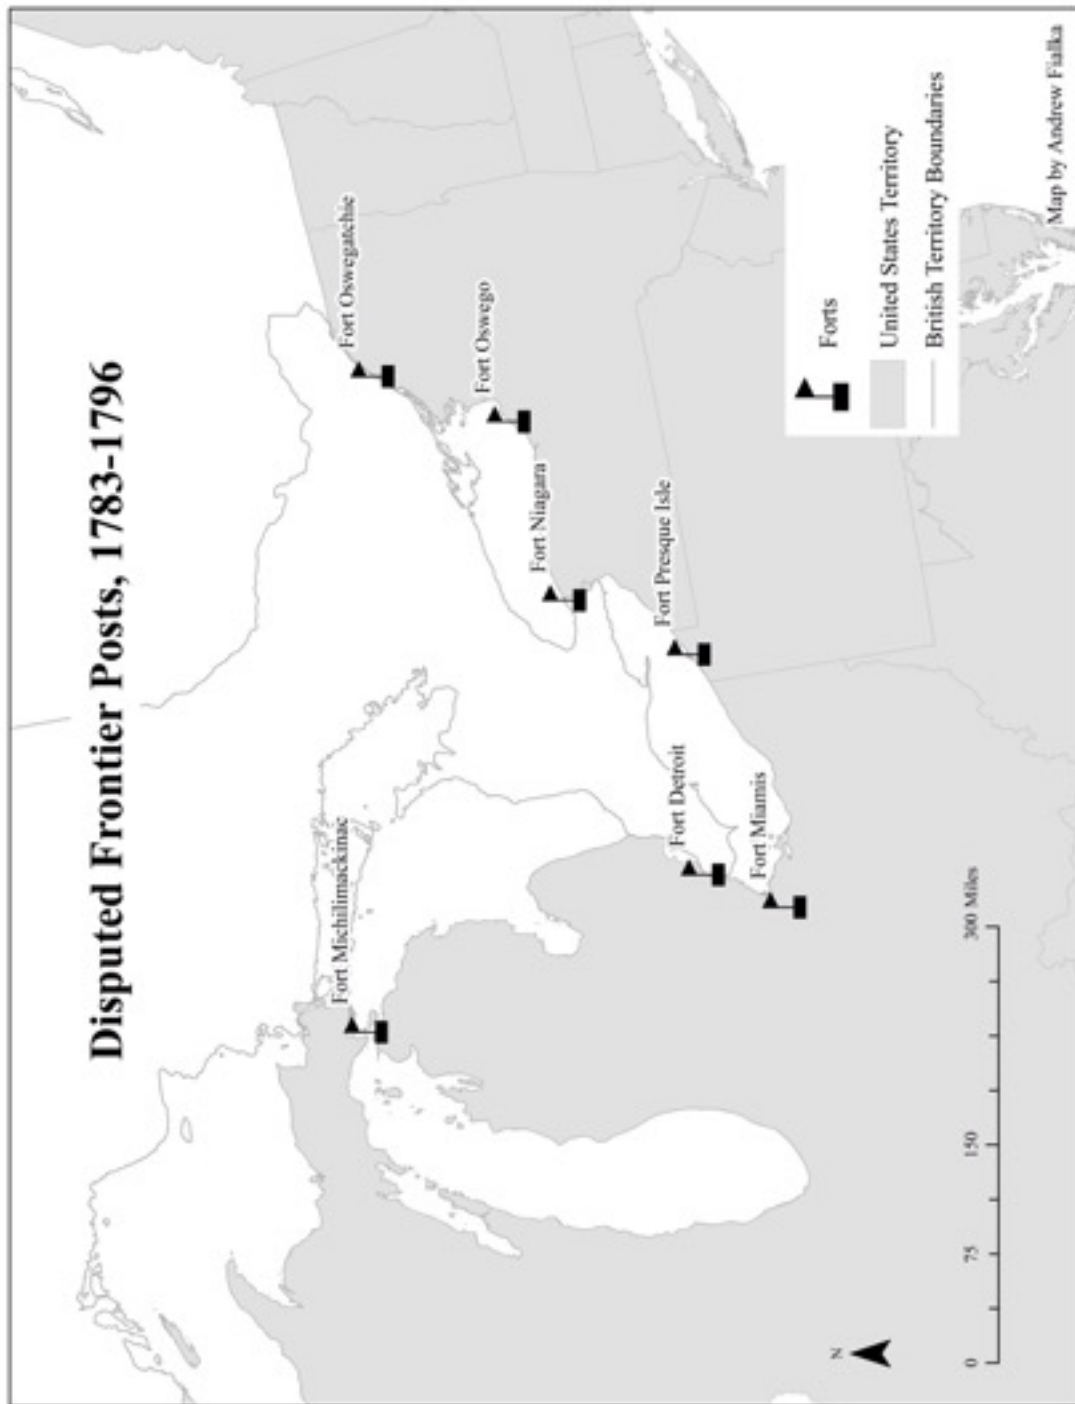 Disputed Frontier Posts, 1783-1796
Fort Michilimackinac
Fort Oswegatchie
Fort Oswego
Fort Niagara
Fort Presque Isle
Fort Detroit
Fort Miamis
N
0 75 150 300 Miles
Forts
United States Territory
British Territory Boundaries
Map by Andrew Fialka